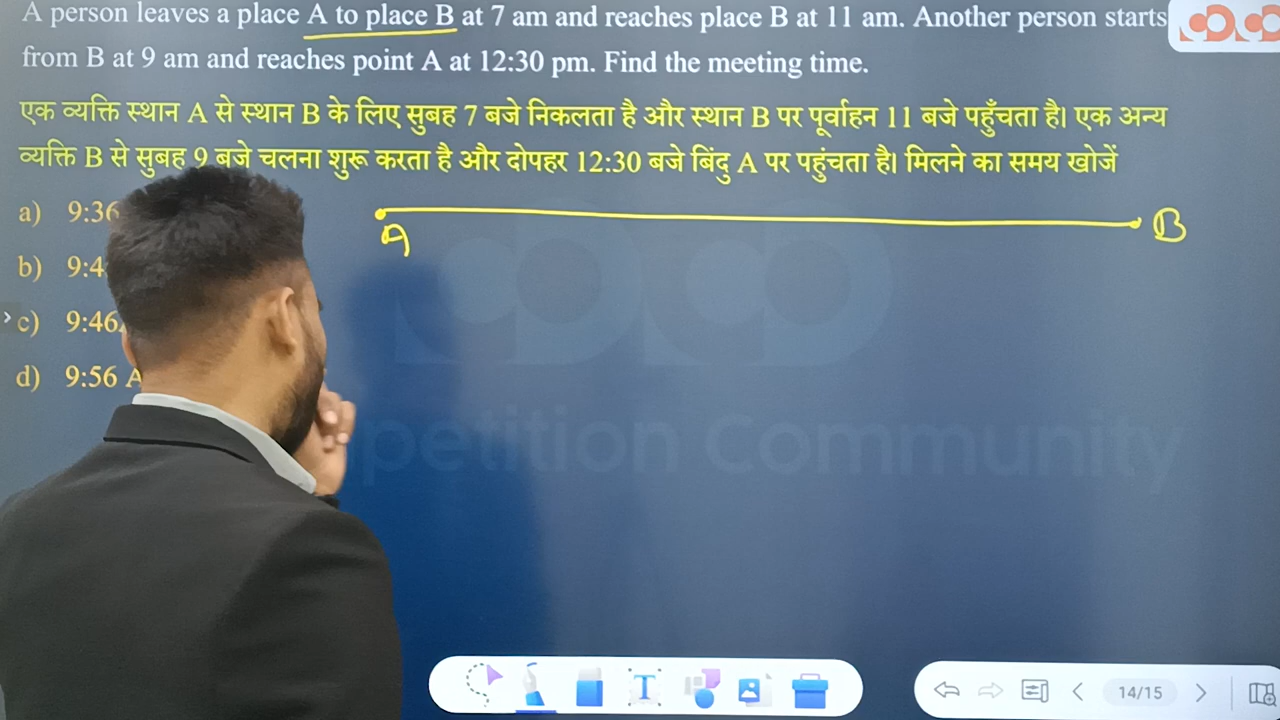 A person leaves a place A to place B at 7 am and reaches place B at 11 am. Another person starts
from B at 9 am and reaches point A at 12:30 pm. Find the meeting time.
एक व्यक्ति स्थान A से स्थान B के लिए सुबह 7 बजे निकलता है और स्थान B पर पूर्वाहन 11 बजे पहुँचता है। एक अन्य
व्यक्ति B से सुबह 9 बजे चलना शुरू करता है और दोपहर 12:30 बजे बिंदु A पर पहुंचता है। मिलने का समय खोजें
a) 9:36
b) 9:4
c) 9:46
d) 9:56 A
A
B
Community
14/15